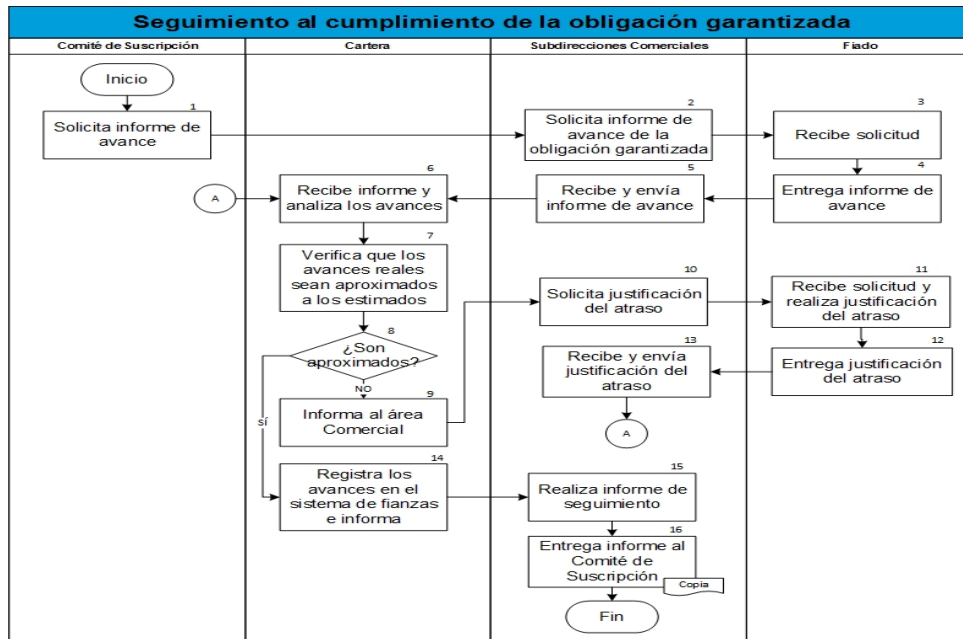 Seguimiento al cumplimiento de la obligación garantizada
Comité de Suscripción
Cartera
Subdirecciones Comerciales
Fiado
Inicio
1
Solicita informe de
avance
2
Solicita informe de
avance de la
obligación garantizada
3
Recibe solicitud
4
Entrega informe de
avance
5
Recibe y envía
informe de avance
A
6
Recibe informe y
analiza los avances
7
Verifica que los
avances reales
sean aproximados
a los estimados
8
¿Son
aproximados?
NO
SÍ
9
Informa al área
Comercial
10
Solicita justificación
del atraso
11
Recibe solicitud y
realiza justificación
del atraso
12
Entrega justificación
del atraso
13
Recibe y envía
justificación del
atraso
A
14
Registra los
avances en el
sistema de fianzas
e informa
15
Realiza informe de
seguimiento
16
Entrega informe al
Comité de
Suscripción
Copia
Fin